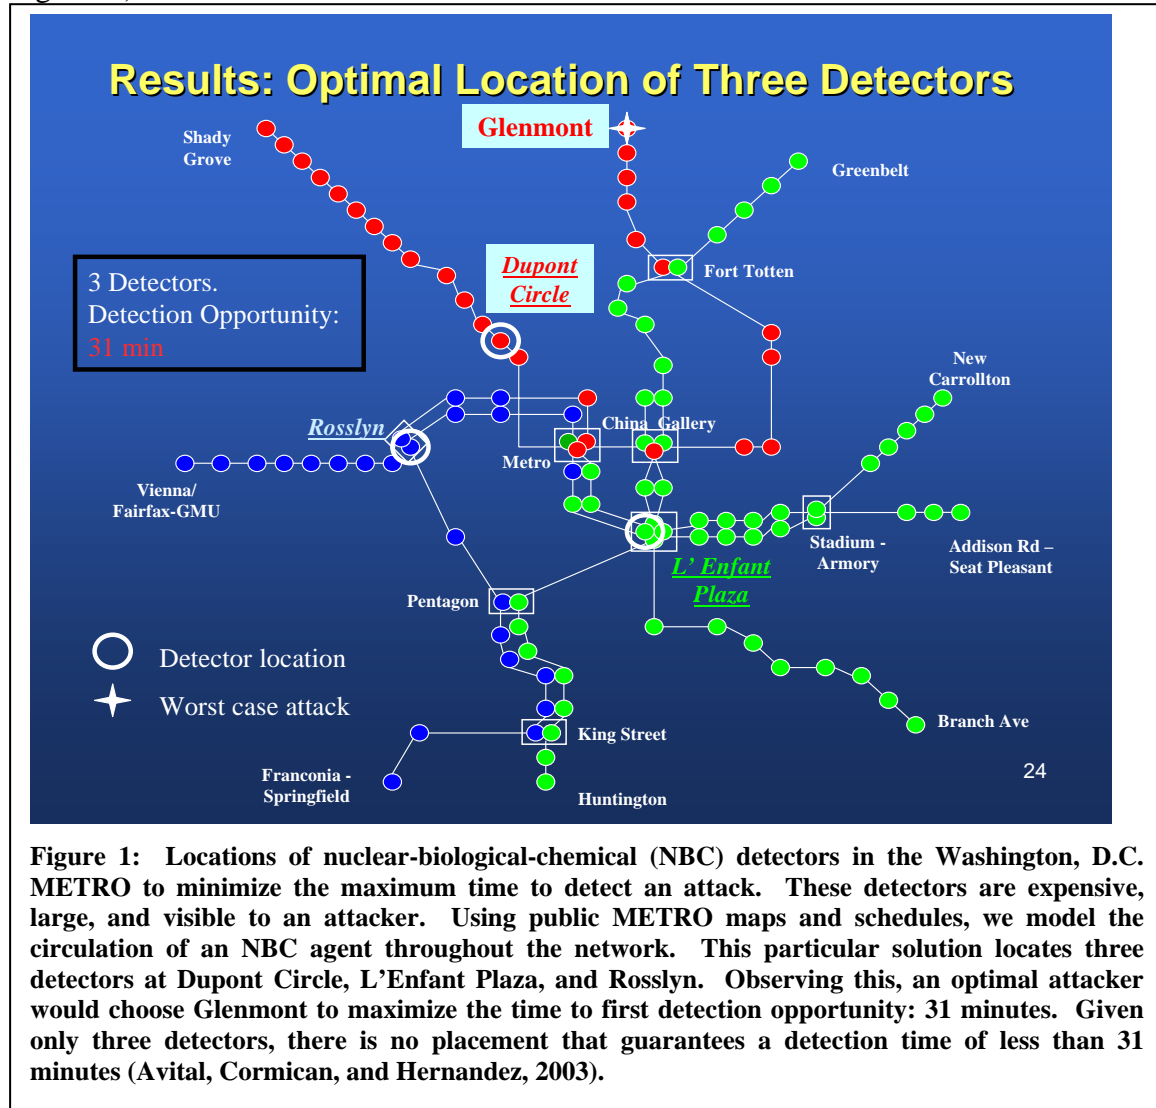 Results: Optimal Location of Three Detectors
Shady
Grove
Glenmont
Greenbelt
Dupont
Circle
Fort Totten
3 Detectors.
Detection Opportunity:
31 min
New
Carrollton
China Gallery
Rosslyn
Metro
Vienna/
Fairfax-GMU
Stadium -
Armory
Addison Rd –
Seat Pleasant
L' Enfant
Plaza
Pentagon
Detector location
Worst case attack
King Street
Branch Ave
Franconia -
Springfield
Huntington
24
Figure 1: Locations of nuclear-biological-chemical (NBC) detectors in the Washington, D.C.
METRO to minimize the maximum time to detect an attack. These detectors are expensive,
large, and visible to an attacker. Using public METRO maps and schedules, we model the
circulation of an NBC agent throughout the network. This particular solution locates three
detectors at Dupont Circle, L'Enfant Plaza, and Rosslyn. Observing this, an optimal attacker
would choose Glenmont to maximize the time to first detection opportunity: 31 minutes. Given
only three detectors, there is no placement that guarantees a detection time of less than 31
minutes (Avital, Cormican, and Hernandez, 2003).